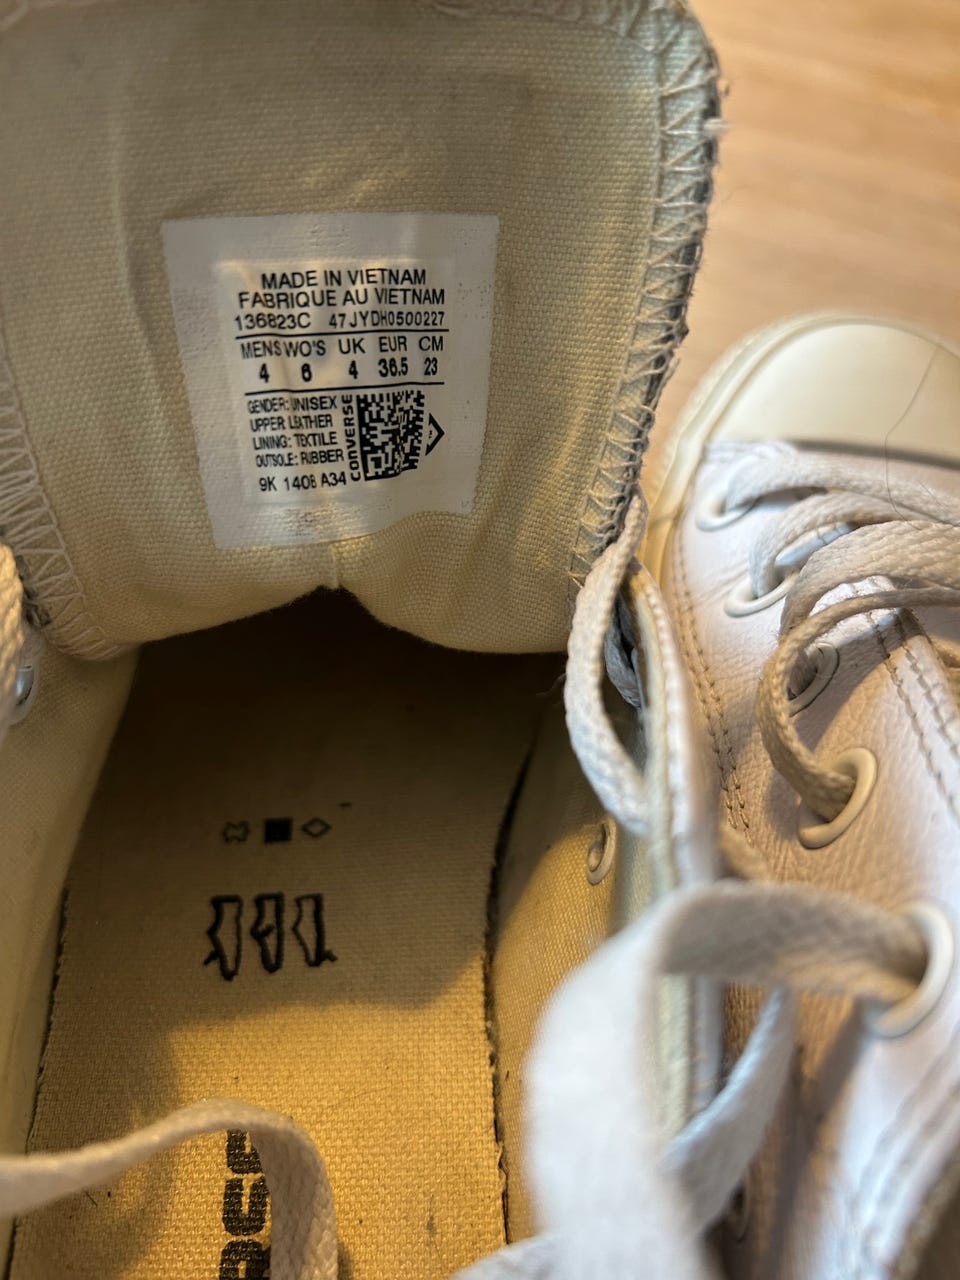 MADE IN VIETNAM
FABRIQUE AU VIETNAM
136823C 47JYDH0500227
MENS WO'S UK EUR CM
4 6 4 36.5 23
GENDER: UNISEX
UPPER: LEATHER
LINING: TEXTILE
OUTSOLE: RUBBER
CONVERSE
9K 1408 A34